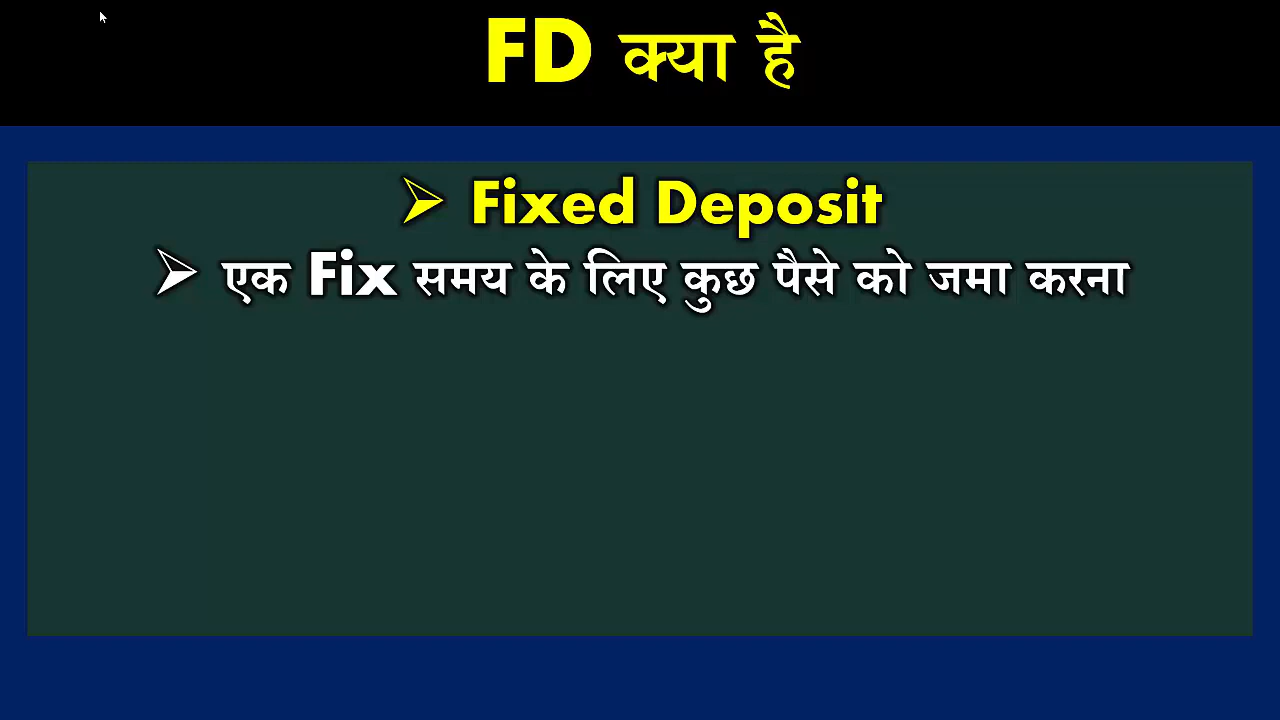 FD क्या है
➢ Fixed Deposit
➢ एक Fix समय के लिए कुछ पैसे को जमा करना